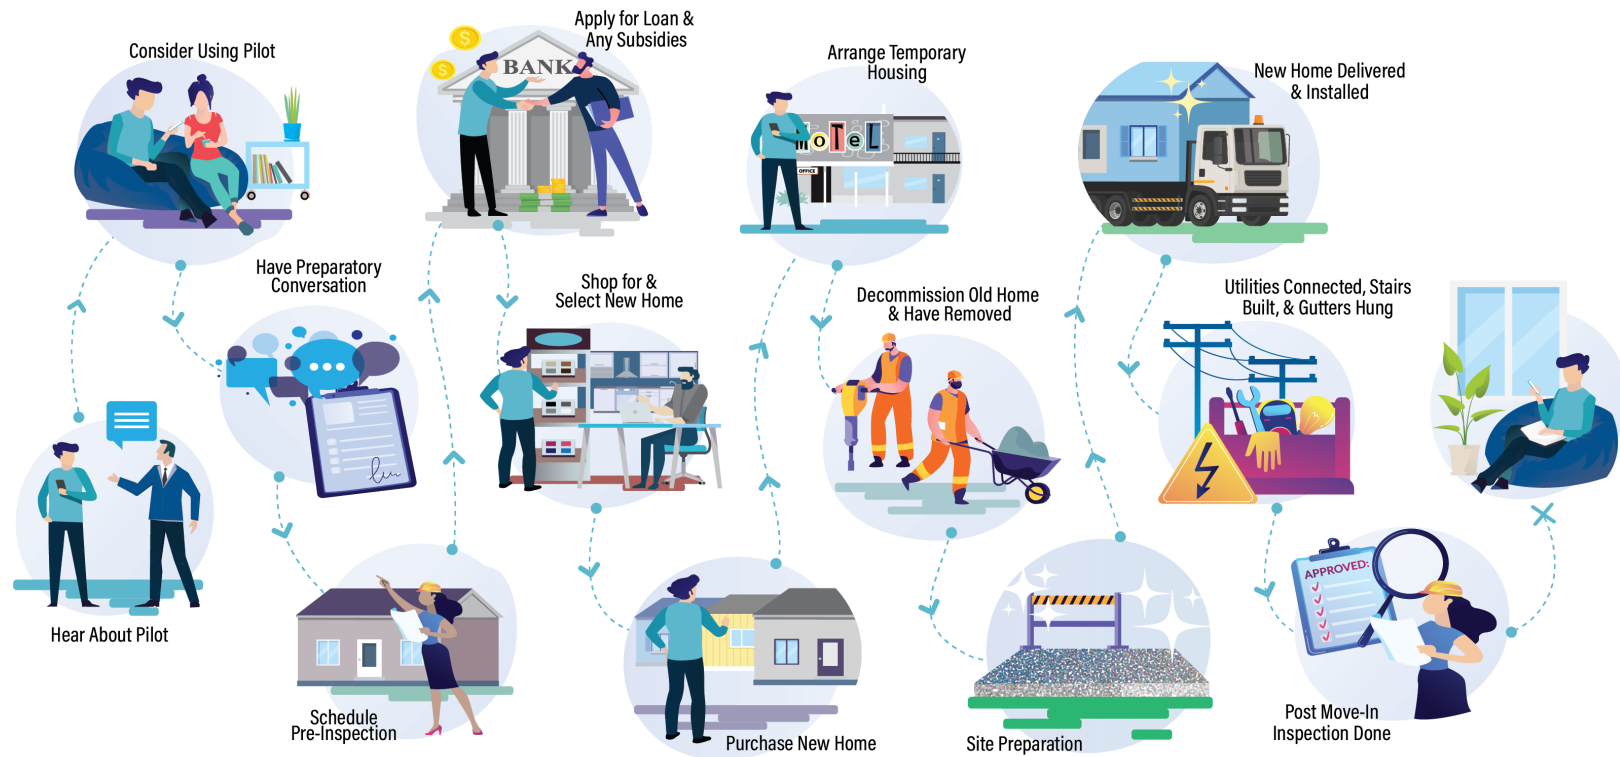 Hear About Pilot
Consider Using Pilot
Have Preparatory
Conversation
Schedule
Pre-Inspection
Apply for Loan &
Any Subsidies
$
$
BANK
Shop for &
Select New Home
Purchase New Home
Arrange Temporary
Housing
MOTeL
OFFICE
Decommission Old Home
& Have Removed
Site Preparation
New Home Delivered
& Installed
Utilities Connected, Stairs
Built, & Gutters Hung
Post Move-In
Inspection Done
APPROVED: